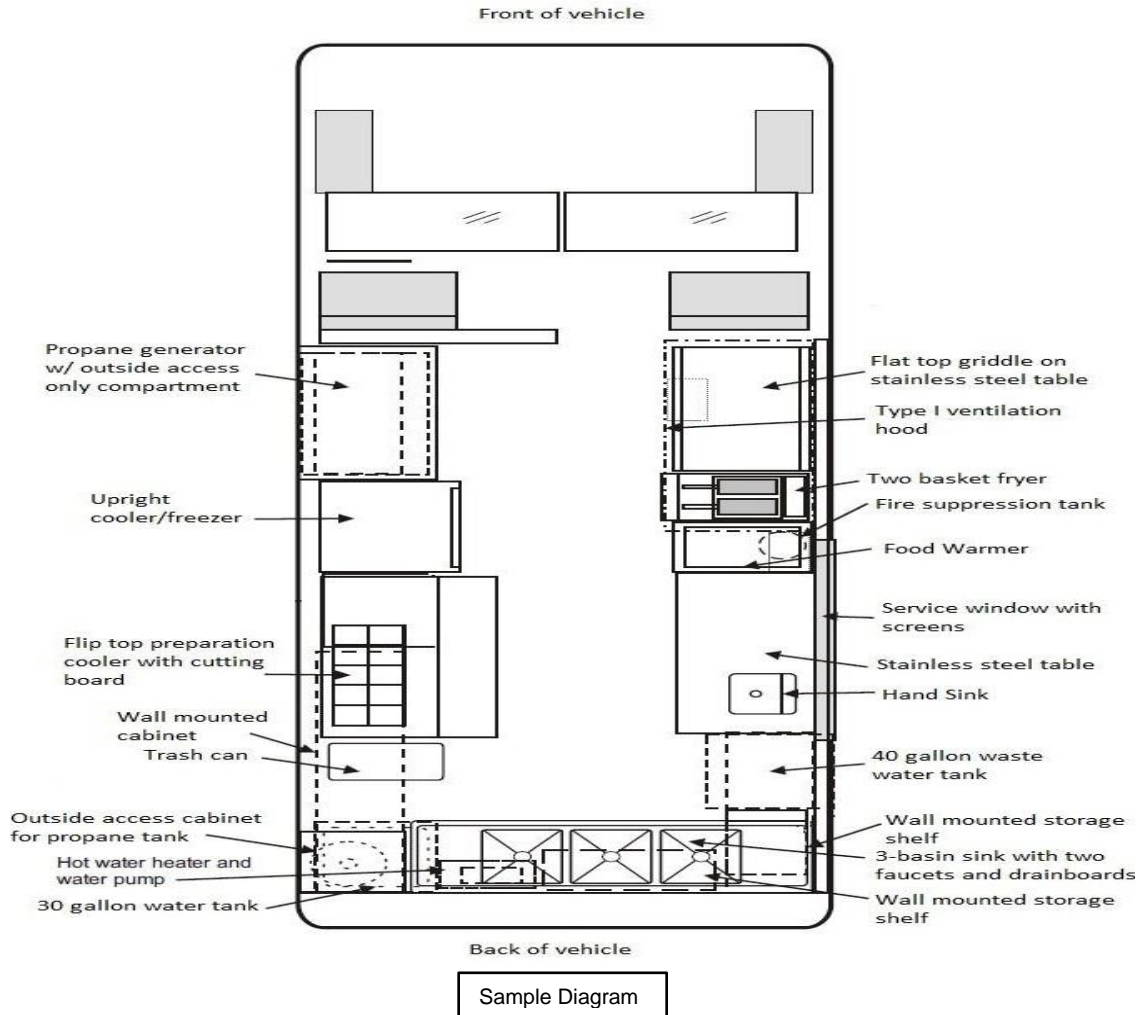 Front of vehicle
Propane generator
w/ outside access
only compartment
Upright
cooler/freezer
Flip top preparation
cooler with cutting
board
Wall mounted
cabinet
Trash can
Outside access cabinet
for propane tank
Hot water heater and
water pump
30 gallon water tank
Flat top griddle on
stainless steel table
Type I ventilation
hood
Two basket fryer
Fire suppression tank
Food Warmer
Service window with
screens
Stainless steel table
Hand Sink
40 gallon waste
water tank
Wall mounted storage
shelf
3-basin sink with two
faucets and drainboards
Wall mounted storage
shelf
Back of vehicle
Sample Diagram